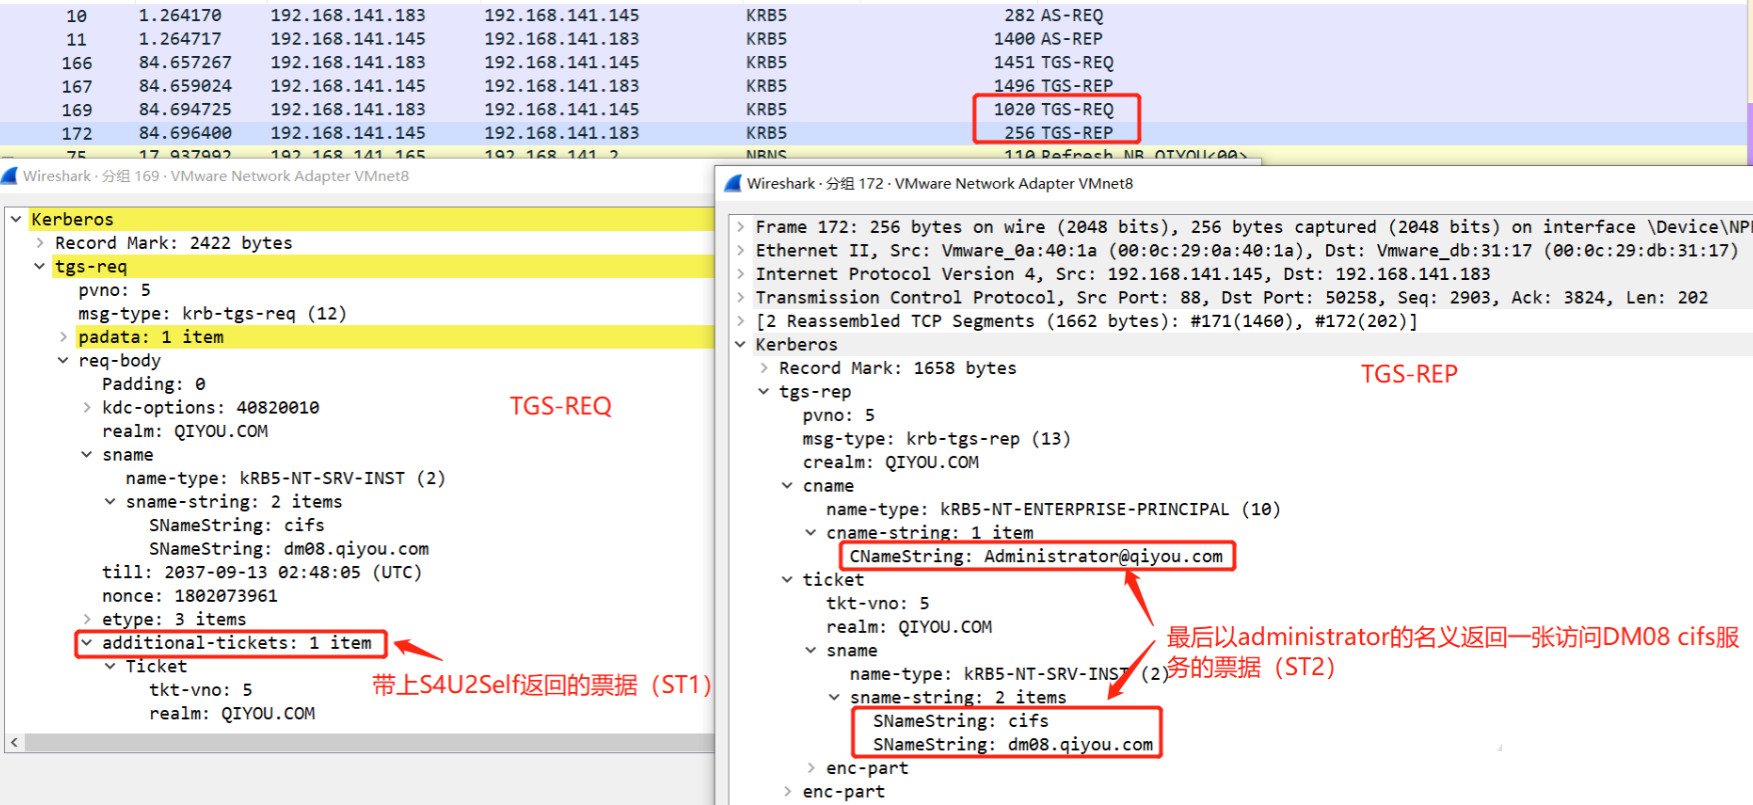 10 1.264170 192.168.141.183 192.168.141.145 KRB5 282 AS-REQ
11 1.264717 192.168.141.145 192.168.141.183 KRB5 1400 AS-REP
166 84.657267 192.168.141.183 192.168.141.145 KRB5 1451 TGS-REQ
167 84.659024 192.168.141.145 192.168.141.183 KRB5 1496 TGS-REP
169 84.694725 192.168.141.183 192.168.141.145 KRB5 1020 TGS-REQ
172 84.696400 192.168.141.145 192.168.141.183 KRB5 256 TGS-REP
75 17.937992 192.168.141.165 192.168.141.2 NBNS 110 Refresh NB QIYOU<00>
Wireshark · 分组 169 · VMware Network Adapter VMnet8
Kerberos
Record Mark: 2422 bytes
tgs-req
pvno: 5
msg-type: krb-tgs-req (12)
padata: 1 item
req-body
Padding: 0
kdc-options: 40820010
realm: QIYOU.COM
sname
name-type: kRB5-NT-SRV-INST (2)
sname-string: 2 items
SNameString: cifs
SNameString: dm08.qiyou.com
till: 2037-09-13 02:48:05 (UTC)
nonce: 1802073961
etype: 3 items
additional-tickets: 1 item
Ticket
tkt-vno: 5
realm: QIYOU.COM
TGS-REQ
带上S4U2Self返回的票据（ST1）
Wireshark · 分组 172 · VMware Network Adapter VMnet8
Frame 172: 256 bytes on wire (2048 bits), 256 bytes captured (2048 bits) on interface \Device\NPF
Ethernet II, Src: Vmware_0a:40:1a (00:0c:29:0a:40:1a), Dst: Vmware_db:31:17 (00:0c:29:db:31:17)
Internet Protocol Version 4, Src: 192.168.141.145, Dst: 192.168.141.183
Transmission Control Protocol, Src Port: 88, Dst Port: 50258, Seq: 2903, Ack: 3824, Len: 202
[2 Reassembled TCP Segments (1662 bytes): #171(1460), #172(202)]
Kerberos
Record Mark: 1658 bytes
tgs-rep
pvno: 5
msg-type: krb-tgs-rep (13)
crealm: QIYOU.COM
cname
name-type: kRB5-NT-ENTERPRISE-PRINCIPAL (10)
cname-string: 1 item
CNameString: Administrator@qiyou.com
ticket
tkt-vno: 5
realm: QIYOU.COM
sname
name-type: kRB5-NT-SRV-INST (2)
sname-string: 2 items
SNameString: cifs
SNameString: dm08.qiyou.com
enc-part
enc-part
TGS-REP
最后以administrator的名义返回一张访问DM08 cifs服
务的票据（ST2）